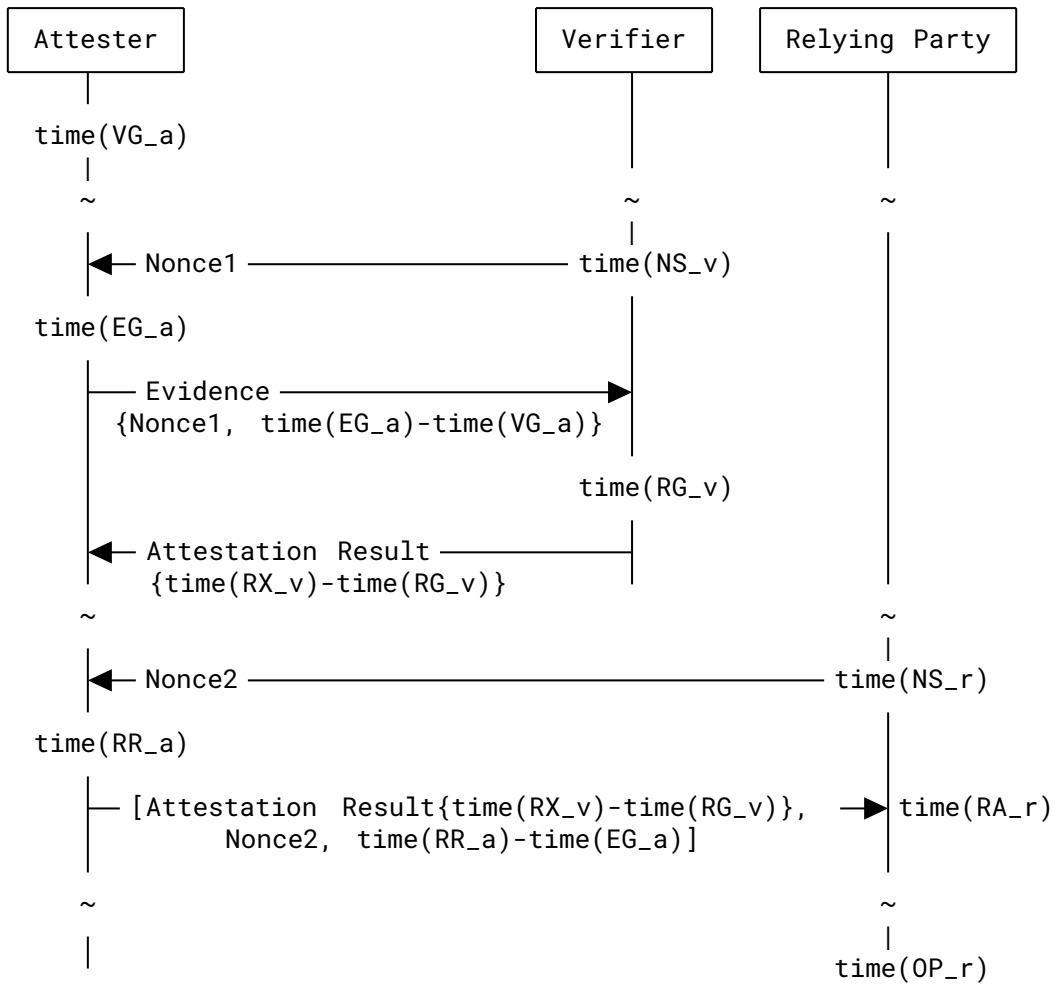 Attester Verifier Relying Party
time(VG_a)
~ ~ ~
Nonce1 time(NS_v)
time(EG_a)
Evidence
{Nonce1, time(EG_a)-time(VG_a)}
time(RG_v)
Attestation Result
{time(RX_v)-time(RG_v)}
~ ~
Nonce2 time(NS_r)
time(RR_a)
[Attestation Result{time(RX_v)-time(RG_v)}, time(RA_r)
Nonce2, time(RR_a)-time(EG_a)]
~ ~
time(OP_r)